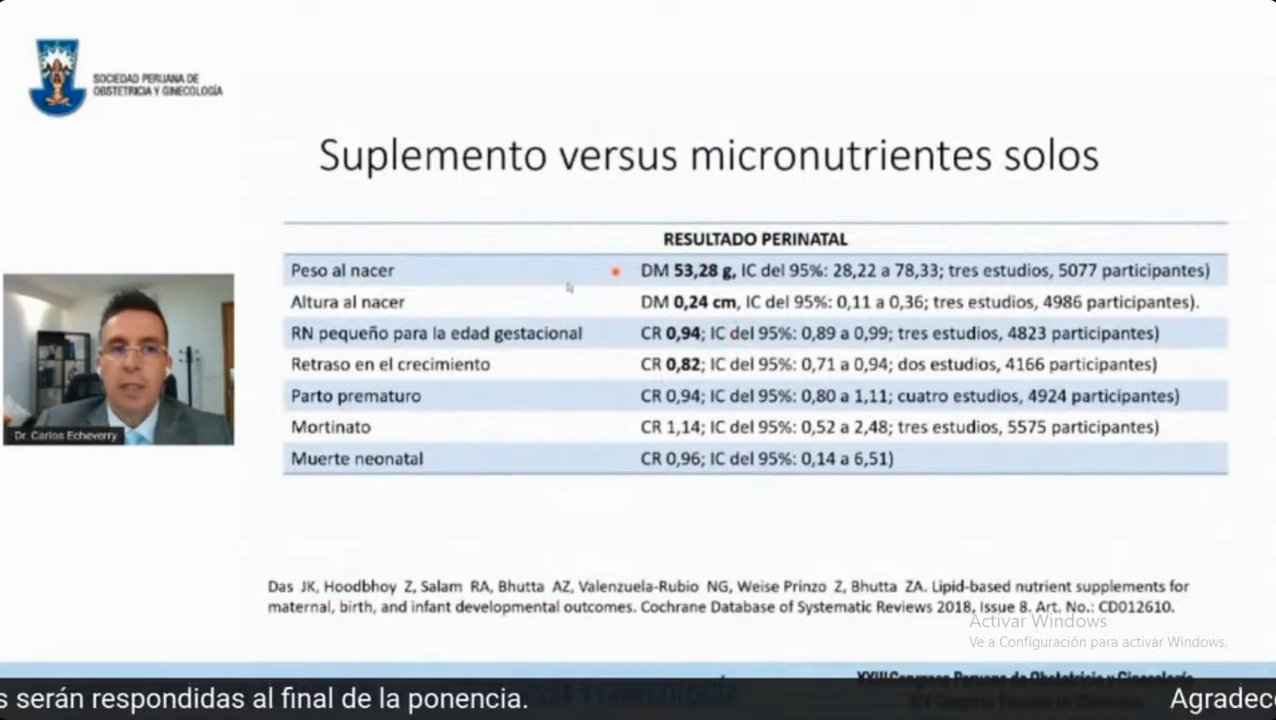 SOCIEDAD PERUANA DE
OBSTETRICIA Y GINECOLOGÍA
Suplemento versus micronutrientes solos
RESULTADO PERINATAL
Peso al nacer DM 53,28 g, IC del 95%: 28,22 a 78,33; tres estudios, 5077 participantes)
Altura al nacer DM 0,24 cm, IC del 95%: 0,11 a 0,36; tres estudios, 4986 participantes).
RN pequeño para la edad gestacional CR 0,94; IC del 95%: 0,89 a 0,99; tres estudios, 4823 participantes)
Retraso en el crecimiento CR 0,82; IC del 95%: 0,71 a 0,94; dos estudios, 4166 participantes)
Parto prematuro CR 0,94; IC del 95%: 0,80 a 1,11; cuatro estudios, 4924 participantes)
Mortinato CR 1,14; IC del 95%: 0,52 a 2,48; tres estudios, 5575 participantes)
Muerte neonatal CR 0,96; IC del 95%: 0,14 a 6,51)
Dr. Carlos Echeverry
Das JK, Hoodbhoy Z, Salam RA, Bhutta AZ, Valenzuela-Rubio NG, Weise Prinzo Z, Bhutta ZA. Lipid-based nutrient supplements for
maternal, birth, and infant developmental outcomes. Cochrane Database of Systematic Reviews 2018, Issue 8. Art. No.: CD012610.
Activar Windows
Ve a Configuración para activar Windows.
XXIII Congreso Peruano de Obstetricia y Ginecología
s serán respondidas al final de la ponencia. Agradec